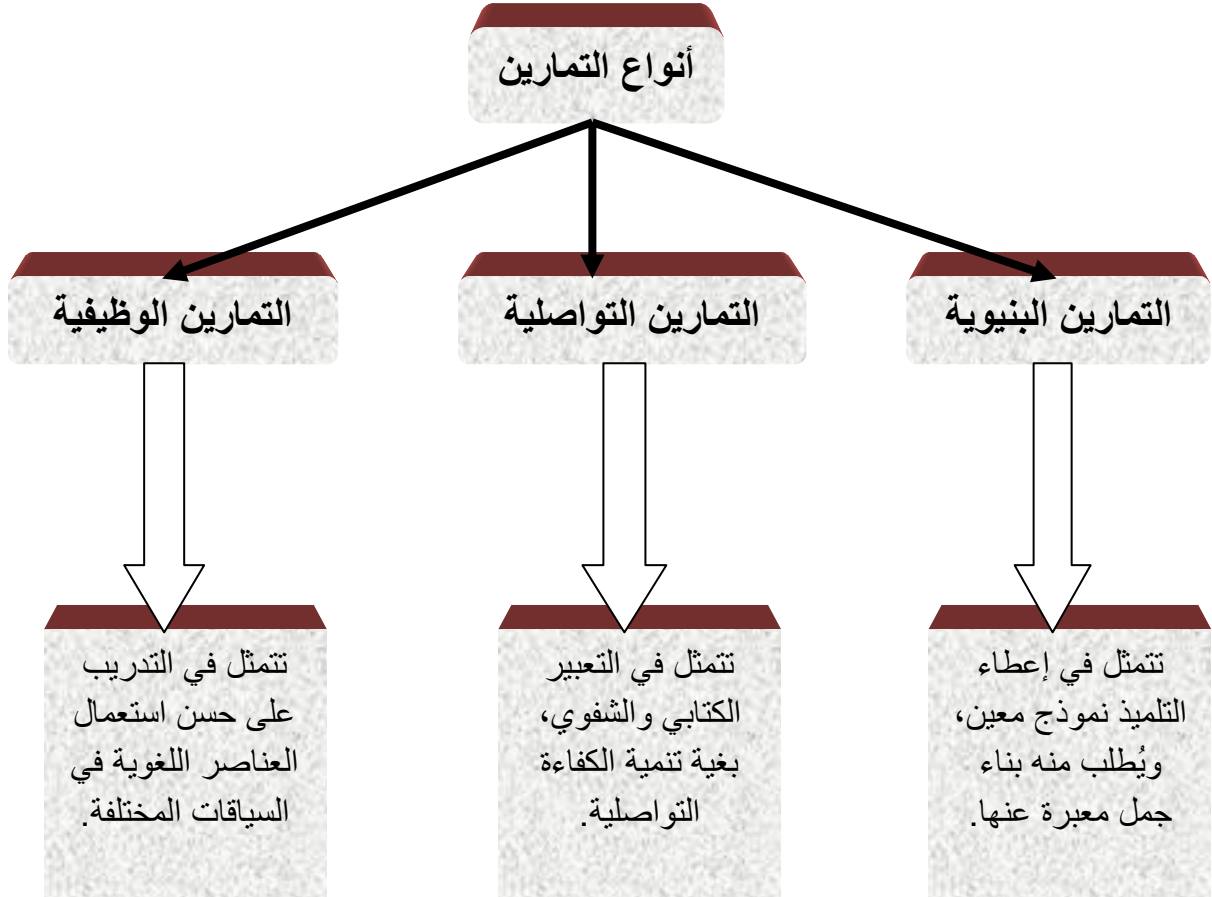 أنواع التمارين
التمارين البنيوية
التمارين التواصلية
التمارين الوظيفية
تتمثل في إعطاء
التلميذ نموذج معين،
ويُطلب منه بناء
جمل معبرة عنها.
تتمثل في التعبير
الكتابي والشفوي،
بغية تنمية الكفاءة
التواصلية.
تتمثل في التدريب
على حسن استعمال
العناصر اللغوية في
السياقات المختلفة.